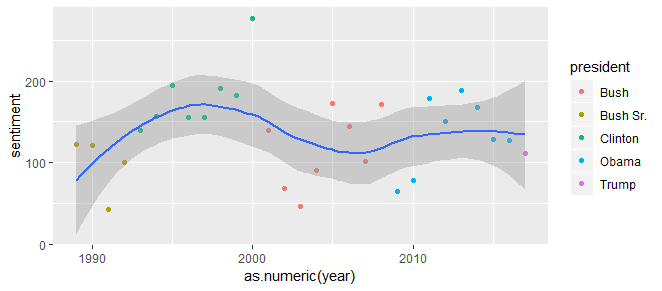 sentiment
200
100
0
1990
2000
2010
as.numeric(year)
president
Bush
Bush Sr.
Clinton
Obama
Trump